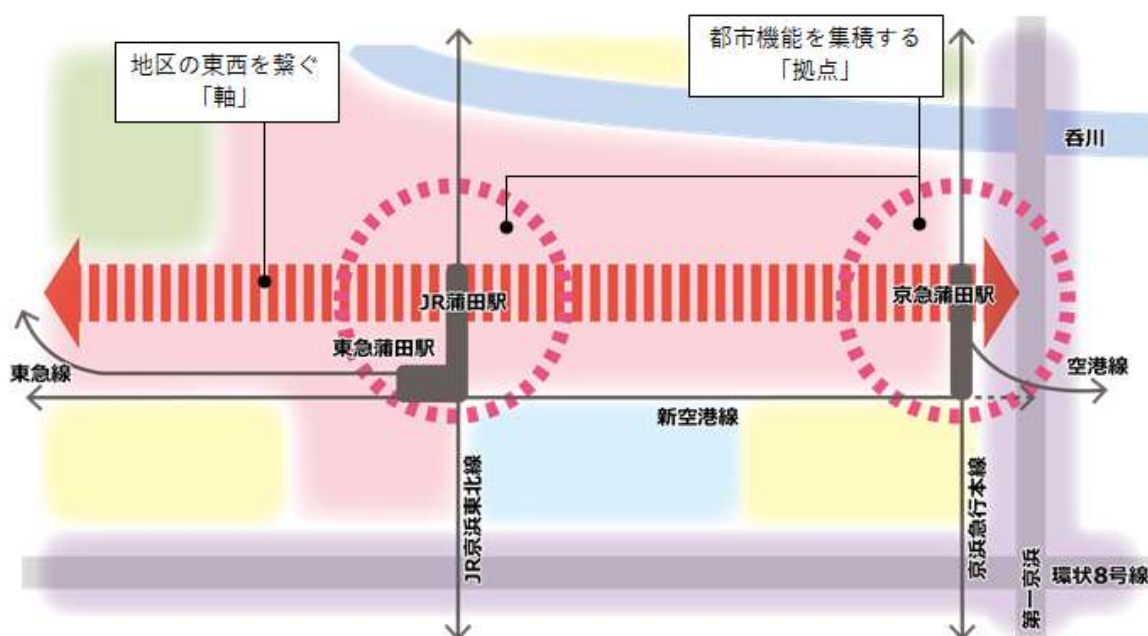 地区の東西を繋ぐ
「軸」
都市機能を集積する
「拠点」
呑川
JR蒲田駅
京急蒲田駅
東急蒲田駅
東急線
空港線
新空港線
JR京浜東北線
京浜急行本線
第一京浜
環状8号線